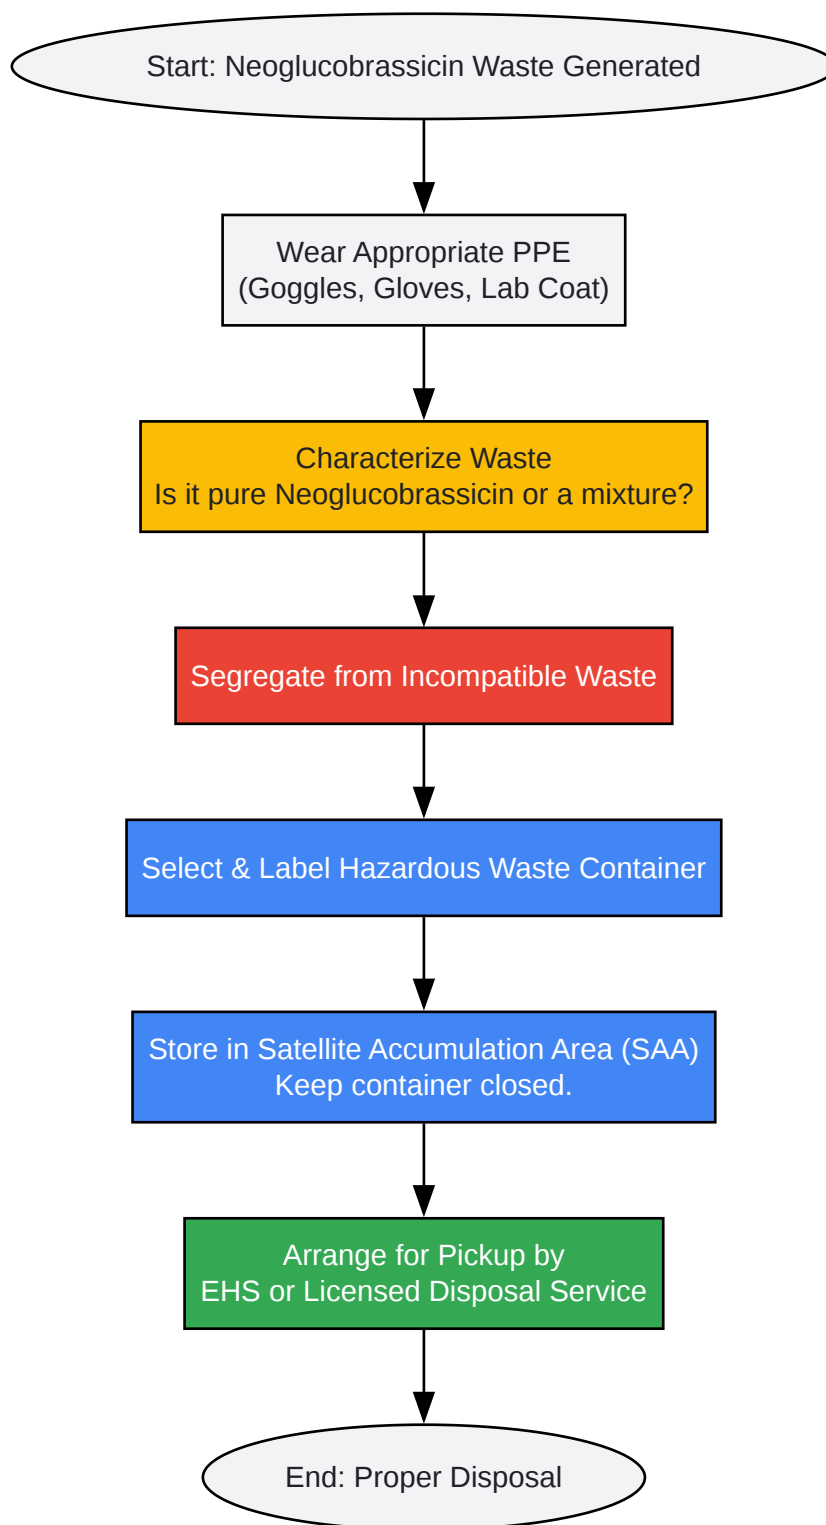 Start: Neoglucobrassicin Waste Generated
Wear Appropriate PPE
(Goggles, Gloves, Lab Coat)
Characterize Waste
Is it pure Neoglucobrassicin or a mixture?
Segregate from Incompatible Waste
Select & Label Hazardous Waste Container
Store in Satellite Accumulation Area (SAA)
Keep container closed.
Arrange for Pickup by
EHS or Licensed Disposal Service
End: Proper Disposal